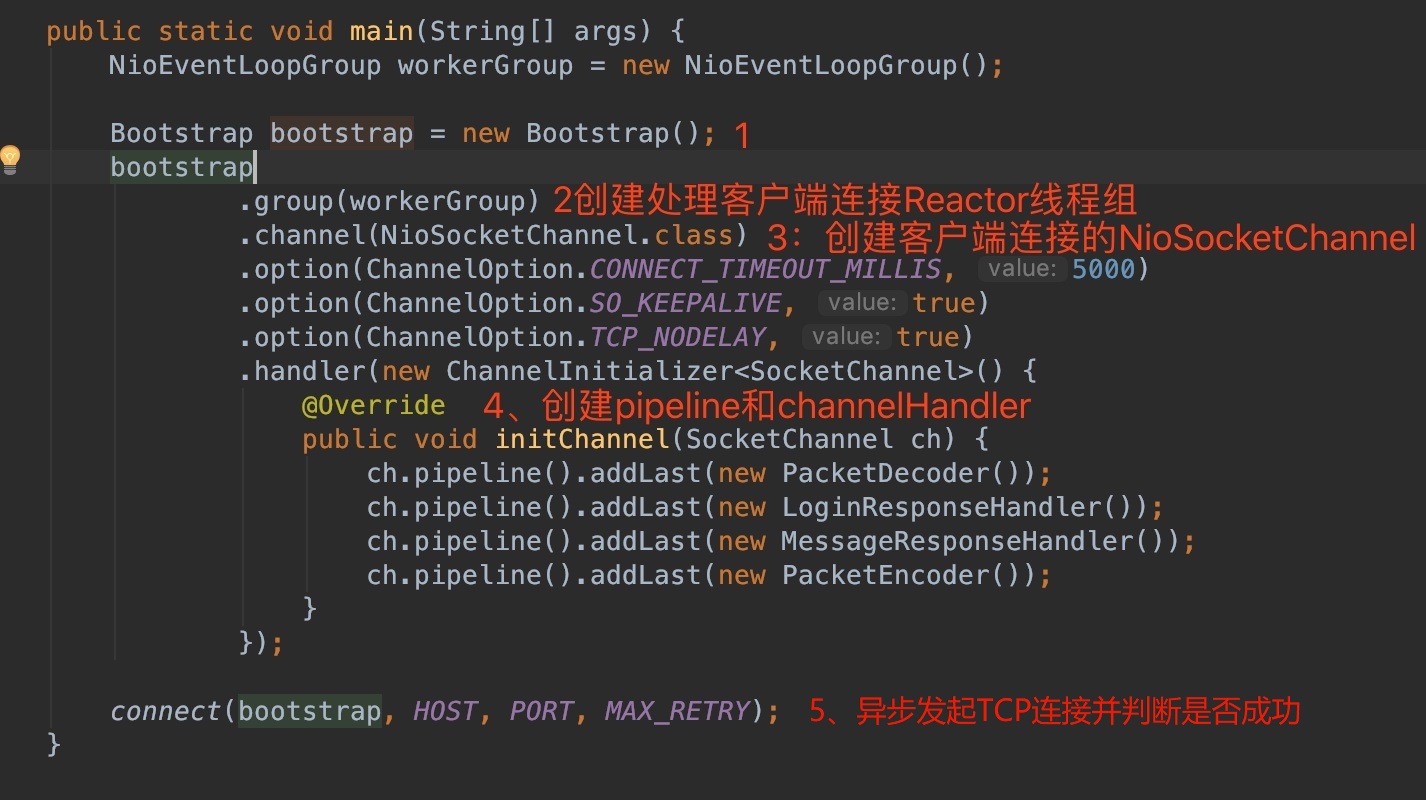 public static void main(String[] args) {
NioEventLoopGroup workerGroup = new NioEventLoopGroup();
Bootstrap bootstrap = new Bootstrap(); 1
bootstrap
.group(workerGroup) 2创建处理客户端连接Reactor线程组
.channel(NioSocketChannel.class) 3：创建客户端连接的NioSocketChannel
.option(ChannelOption.CONNECT_TIMEOUT_MILLIS, value: 5000)
.option(ChannelOption.SO_KEEPALIVE, value: true)
.option(ChannelOption.TCP_NODELAY, value: true)
.handler(new ChannelInitializer<SocketChannel>() {
@Override 4、创建pipeline和channelHandler
public void initChannel(SocketChannel ch) {
ch.pipeline().addLast(new PacketDecoder());
ch.pipeline().addLast(new LoginResponseHandler());
ch.pipeline().addLast(new MessageResponseHandler());
ch.pipeline().addLast(new PacketEncoder());
}
});
connect(bootstrap, HOST, PORT, MAX_RETRY); 5、异步发起TCP连接并判断是否成功
}